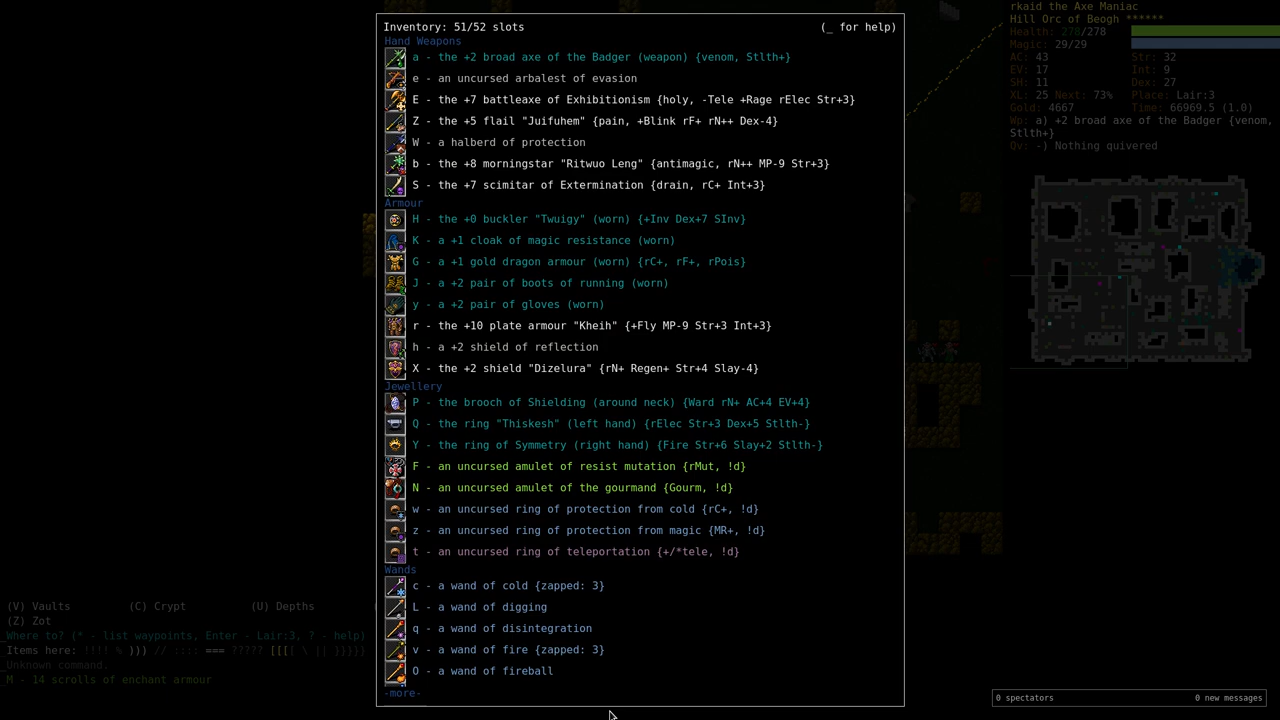 Inventory: 51/52 slots (_ for help)
Hand Weapons
a - the +2 broad axe of the Badger (weapon) {venom, Stlth+}
e - an uncursed arbalest of evasion
E - the +7 battleaxe of Exhibitionism {holy, -Tele +Rage rElec Str+3}
Z - the +5 flail "Juifuhem" {pain, +Blink rF+ rN++ Dex-4}
W - a halberd of protection
b - the +8 morningstar "Ritwuo Leng" {antimagic, rN++ MP-9 Str+3}
S - the +7 scimitar of Extermination {drain, rC+ Int+3}
Armour
H - the +0 buckler "Twuigy" (worn) {+Inv Dex+7 SInv}
K - a +1 cloak of magic resistance (worn)
G - a +1 gold dragon armour (worn) {rC+, rF+, rPois}
J - a +2 pair of boots of running (worn)
y - a +2 pair of gloves (worn)
r - the +10 plate armour "Kheih" {+Fly MP-9 Str+3 Int+3}
h - a +2 shield of reflection
X - the +2 shield "Dizelura" {rN+ Regen+ Str+4 Slay-4}
Jewellery
P - the brooch of Shielding (around neck) {Ward rN+ AC+4 EV+4}
Q - the ring "Thiskesh" (left hand) {rElec Str+3 Dex+5 Stlth-}
Y - the ring of Symmetry (right hand) {Fire Str+6 Slay+2 Stlth-}
F - an uncursed amulet of resist mutation {rMut, !d}
N - an uncursed amulet of the gourmand {Gourm, !d}
w - an uncursed ring of protection from cold {rC+, !d}
z - an uncursed ring of protection from magic {MR+, !d}
t - an uncursed ring of teleportation {+/*tele, !d}
Wands
c - a wand of cold {zapped: 3}
L - a wand of digging
q - a wand of disintegration
v - a wand of fire {zapped: 3}
O - a wand of fireball
-more-
rkaid the Axe Maniac
Hill Orc of Beogh ******
Health: 278/278
Magic: 29/29
AC: 43 Str: 32
EV: 17 Int: 9
SH: 11 Dex: 27
XL: 25 Next: 73% Place: Lair:3
Gold: 4667 Time: 66969.5 (1.0)
Wp: a) +2 broad axe of the Badger {venom,
Stlth+}
Qv: -) Nothing quivered
(V) Vaults (C) Crypt (U) Depths
(Z) Zot
_Where to? (* - list waypoints, Enter - Lair:3, ? - help)
Items here: !!!! % ))) // :::: === ????? [[[| \ || }}}}}
_Unknown command.
_M - 14 scrolls of enchant armour
0 spectators 0 new messages